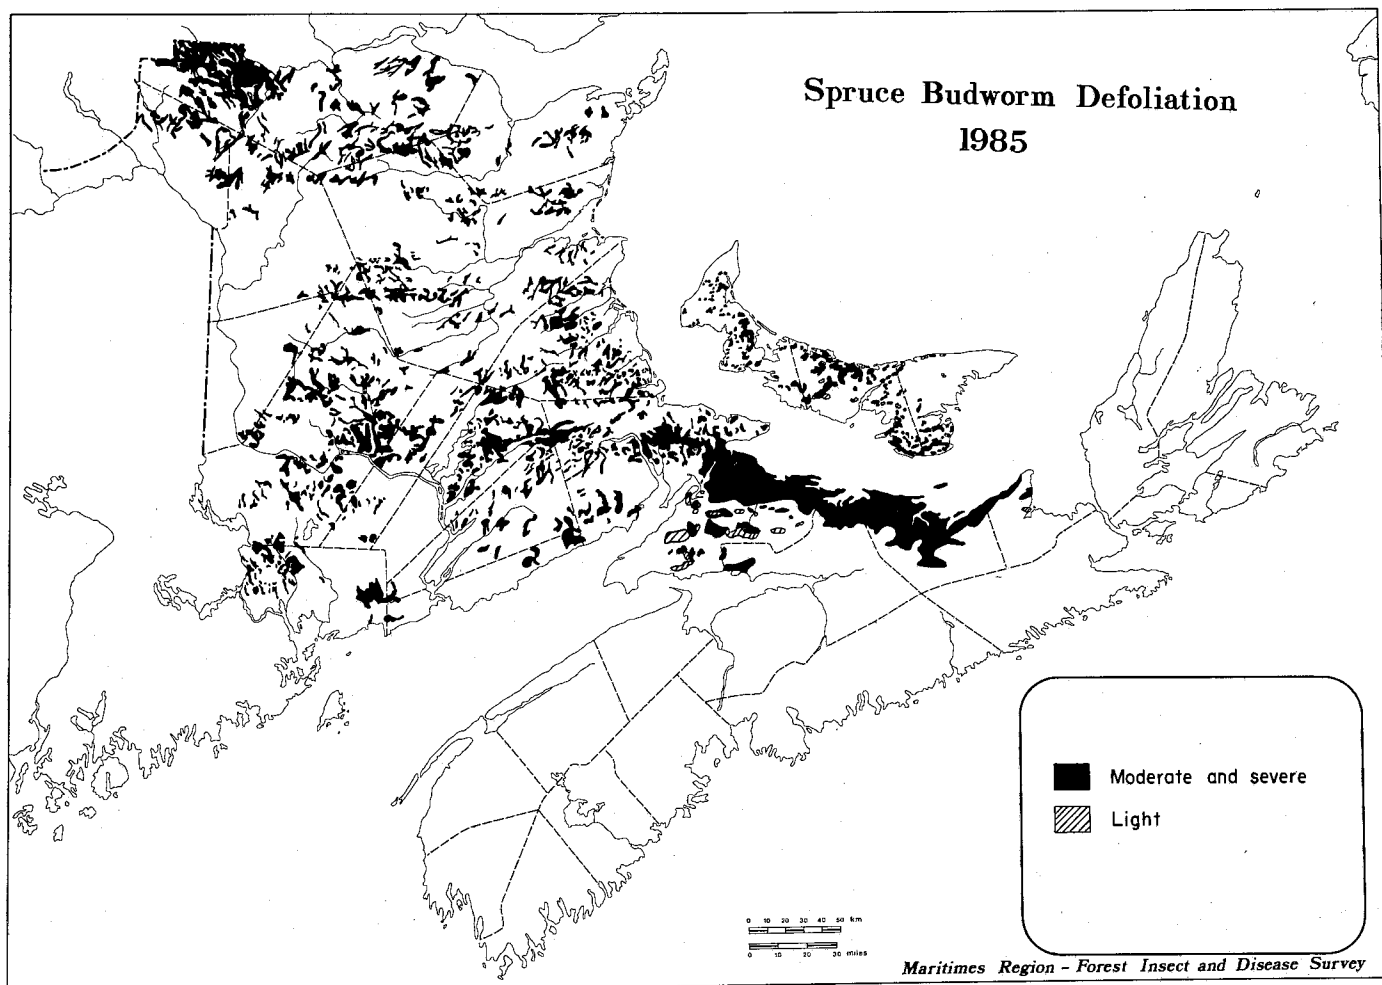 Spruce Budworm Defoliation
1985
Moderate and severe
Light
0 10 20 30 40 50 km
0 10 20 30 miles
Maritimes Region – Forest Insect and Disease Survey